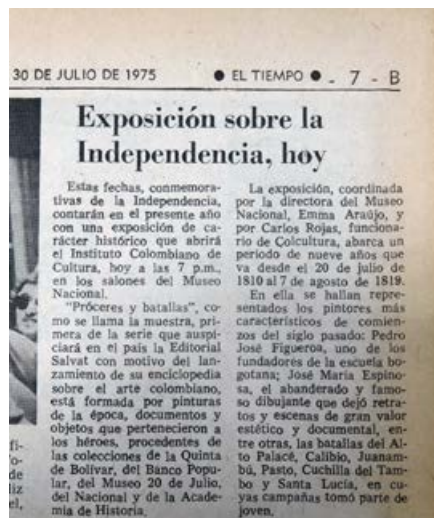 30 DE JULIO DE 1975 ● EL TIEMPO ● - 7 - B
Exposición sobre la
Independencia, hoy
Estas fechas, conmemora-
tivas de la Independencia,
contarán en el presente año
con una exposición de ca-
rácter histórico que abrirá
el Instituto Colombiano de
Cultura, hoy a las 7 p.m.,
en los salones del Museo
Nacional.
"Próceres y batallas", co-
mo se llama la muestra, pri-
mera de la serie que auspi-
ciará en el país la Editorial
Salvat con motivo del lan-
zamiento de su enciclopedia
sobre el arte colombiano,
está formada por pinturas
de la época, documentos y
objetos que pertenecieron a
los héroes, procedentes de
las colecciones de la Quinta
de Bolívar, del Banco Popu-
lar, del Museo 20 de Julio,
del Nacional y de la Acade-
mia de Historia.
La exposición, coordinada
por la directora del Museo
Nacional, Emma Araújo, y
por Carlos Rojas, funciona-
rio de Colcultura, abarca un
período de nueve años que
va desde el 20 de julio de
1810 al 7 de agosto de 1819.
En ella se hallan repre-
sentados los pintores más
característicos de comien-
zos del siglo pasado: Pedro
José Figueroa, uno de los
fundadores de la escuela bo-
gotana; José María Espino-
sa, el abanderado y famo-
so dibujante que dejó retra-
tos y escenas de gran valor
estético y documental, en-
tre otras, las batallas del Al-
to Palacé, Calibío, Juanam-
bú, Pasto, Cuchilla del Tam-
bo y Santa Lucía, en cu-
yas campañas tomó parte de
joven.
fi-
o-
de
liz
el,